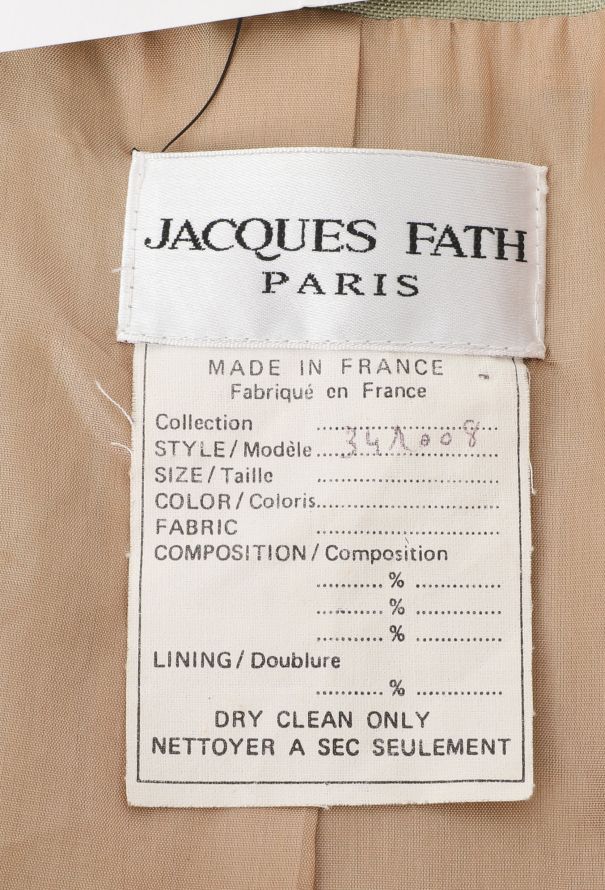 JACQUES FATH
PARIS
MADE IN FRANCE
Fabriqué en France
Collection ..............................
STYLE/Modèle.... 341008
SIZE/Taille ..............................
COLOR/Coloris..............................
FABRIC ..............................
COMPOSITION/Composition
........... % ..............
........... % ..............
........... % ..............
LINING/Doublure
........... % ..............
DRY CLEAN ONLY
NETTOYER A SEC SEULEMENT